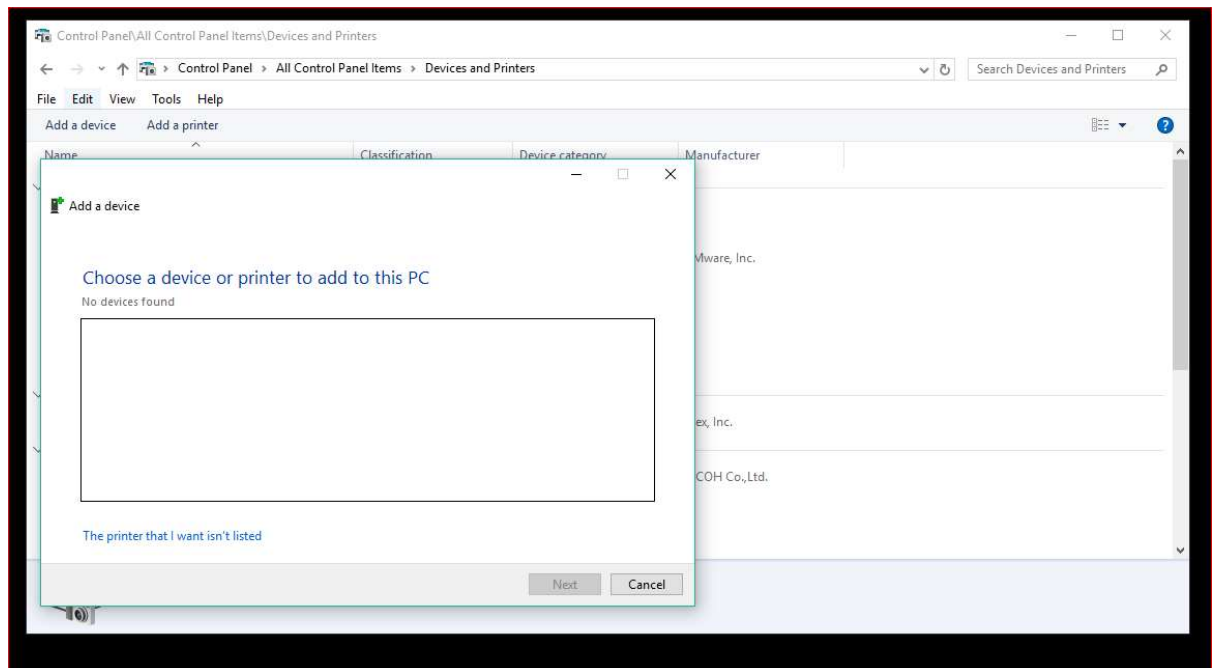 Control Panel\All Control Panel Items\Devices and Printers
Control Panel > All Control Panel Items > Devices and Printers
Search Devices and Printers
File Edit View Tools Help
Add a device Add a printer
Name Classification Device category Manufacturer
Add a device
Choose a device or printer to add to this PC
No devices found
Mware, Inc.
ex, Inc.
COH Co.,Ltd.
The printer that I want isn't listed
Next Cancel